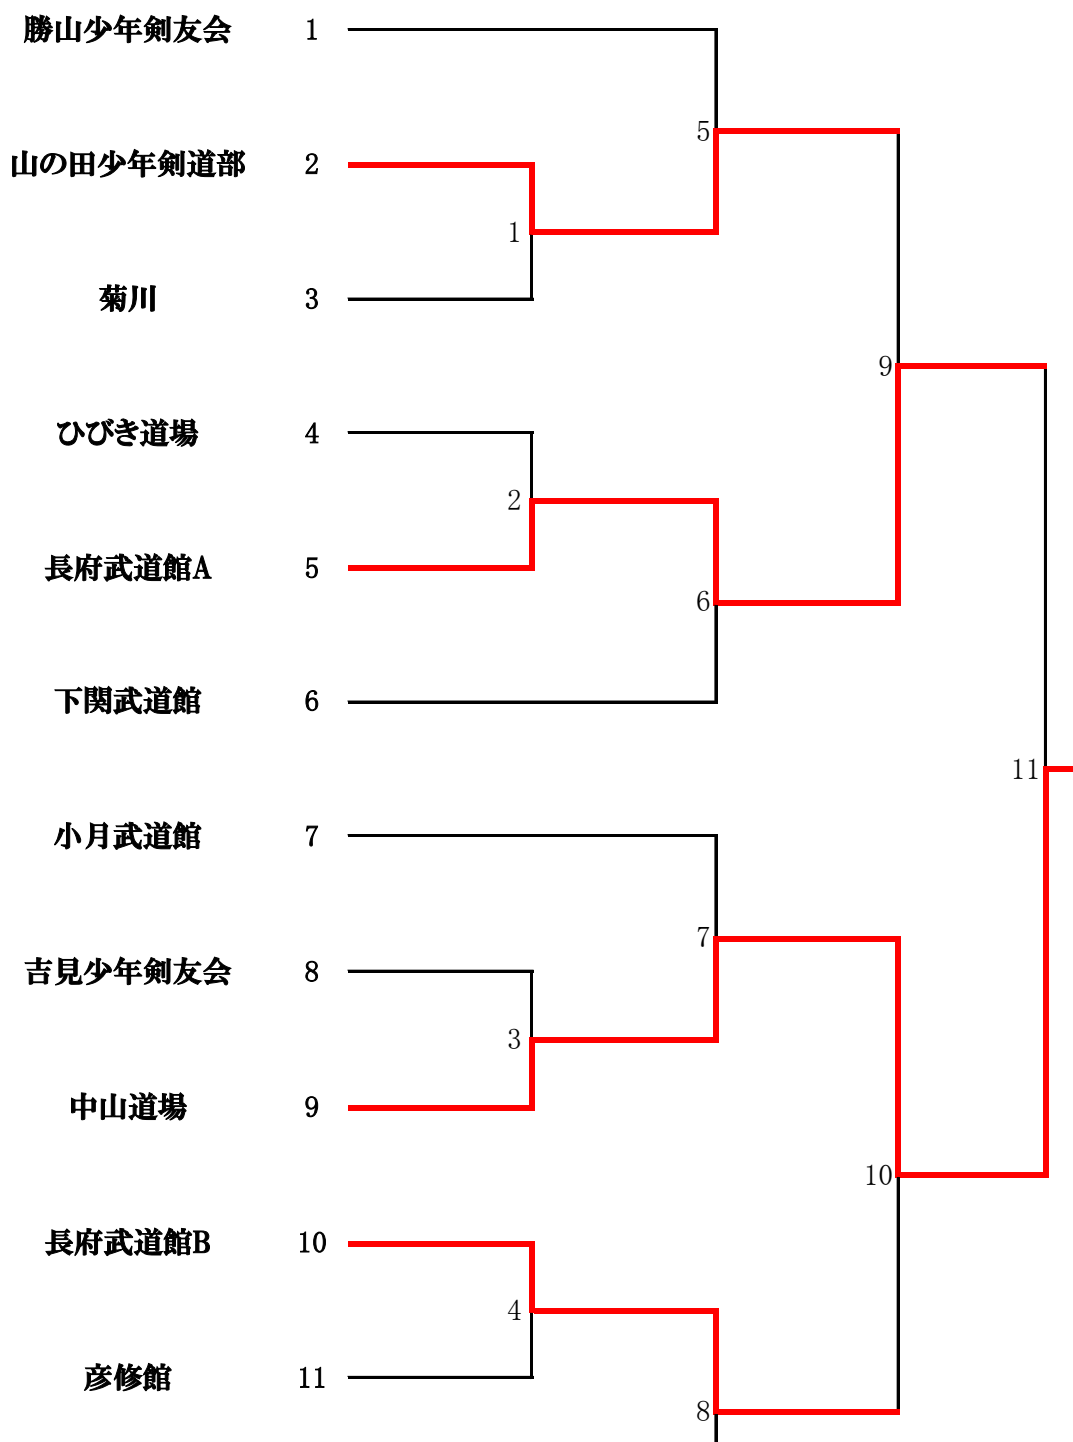 勝山少年剣友会 1
5
山の田少年剣道部 2
1
菊川 3
9
ひびき道場 4
2
長府武道館A 5
6
下関武道館 6
11
小月武道館 7
7
吉見少年剣友会 8
3
中山道場 9
10
長府武道館B 10
4
彦修館 11
8